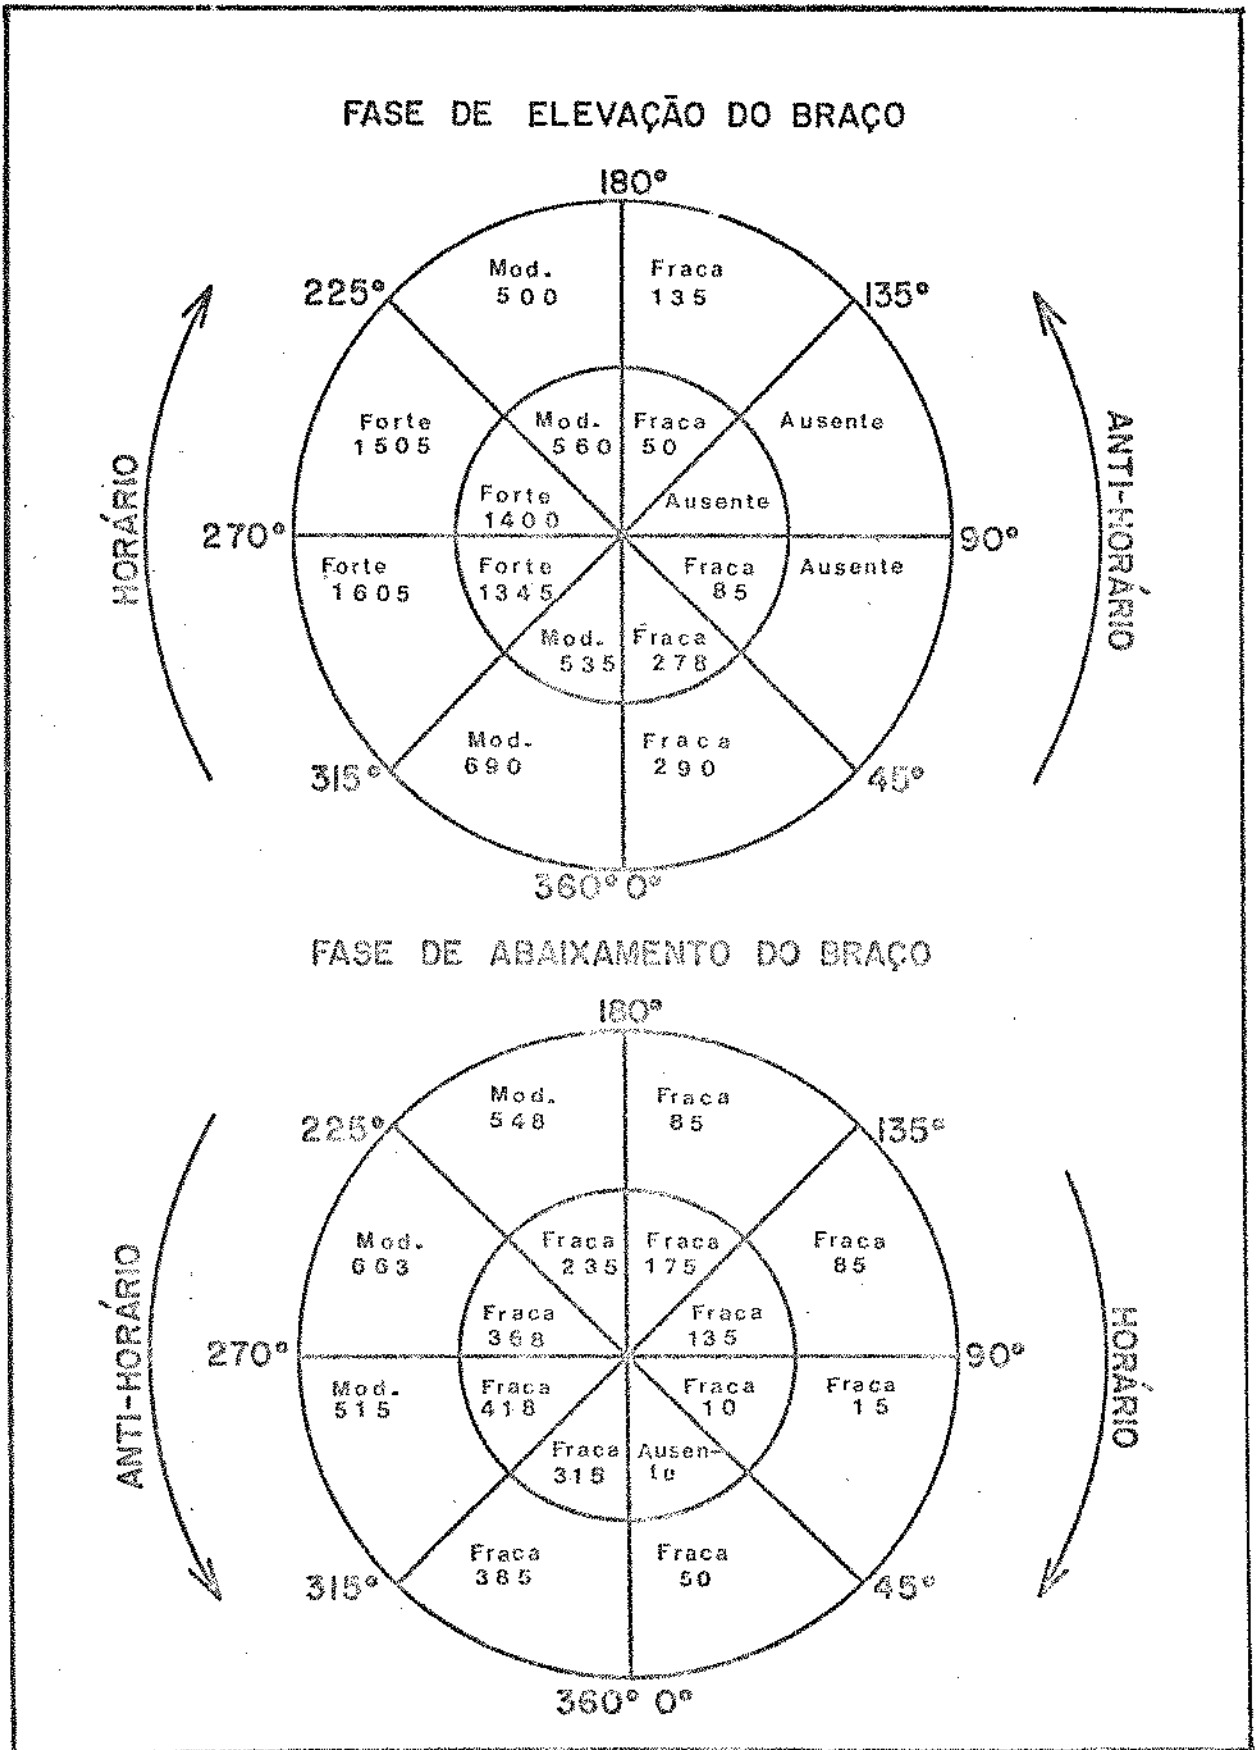 FASE DE ELEVAÇÃO DO BRAÇO
180°
Mod.
500
Fraca
135
225°
135°
Forte
1505
Mod.
560
Fraca
50
Ausente
Forte
1400
Ausente
HORÁRIO
ANTI-HORÁRIO
270°
90°
Forte
1605
Forte
1345
Fraca
85
Ausente
Mod.
535
Fraca
278
Mod.
690
Fraca
290
315°
45°
360° 0°
FASE DE ABAIXAMENTO DO BRAÇO
180°
Mod.
548
Fraca
85
225°
135°
Mod.
663
Fraca
235
Fraca
175
Fraca
85
Fraca
368
Fraca
135
ANTI-HORÁRIO
HORÁRIO
270°
90°
Mod.
515
Fraca
418
Fraca
10
Fraca
15
Fraca
Ausen-
te
Fraca
385
Fraca
50
315°
45°
360° 0°